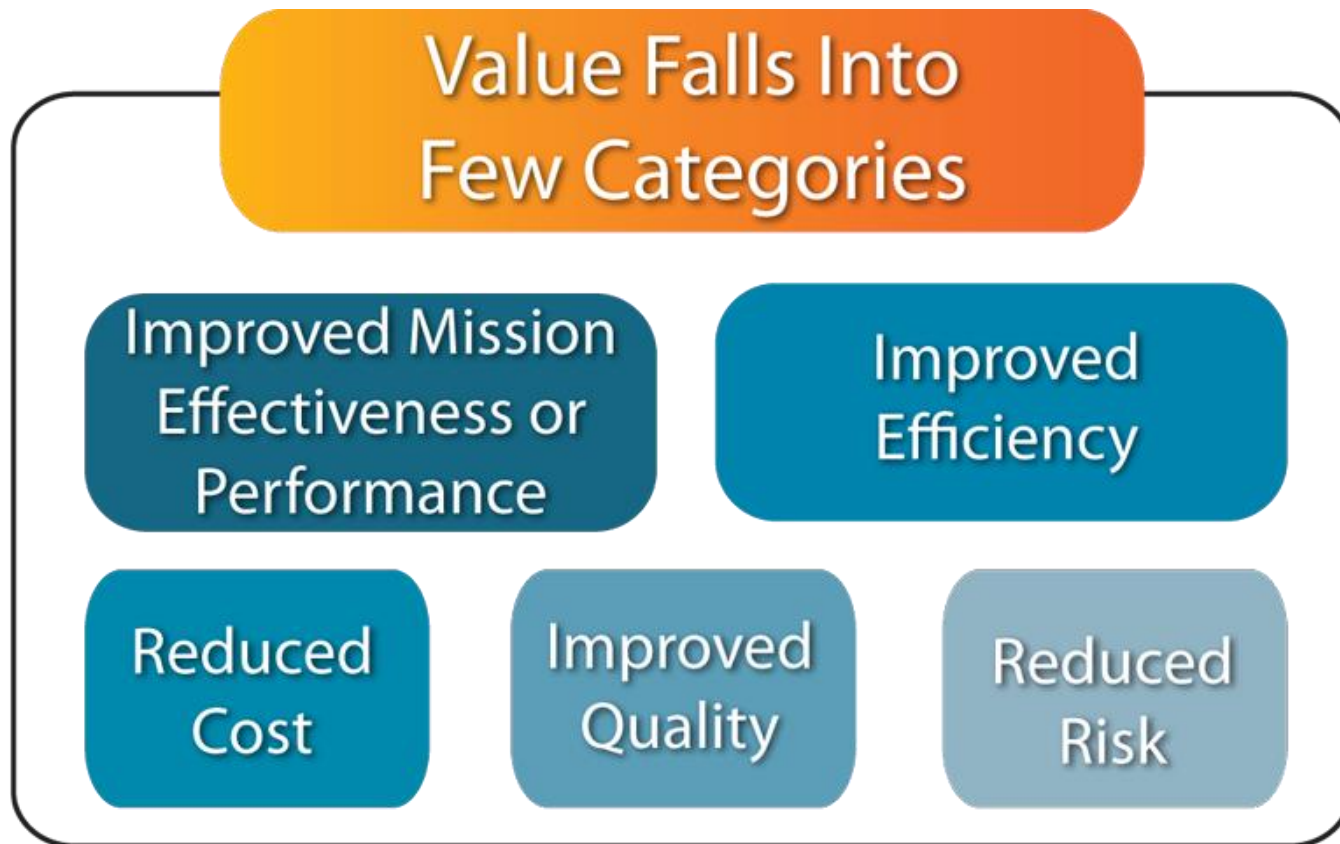 Value Falls Into
Few Categories
Improved Mission
Effectiveness or
Performance
Improved
Efficiency
Reduced
Cost
Improved
Quality
Reduced
Risk